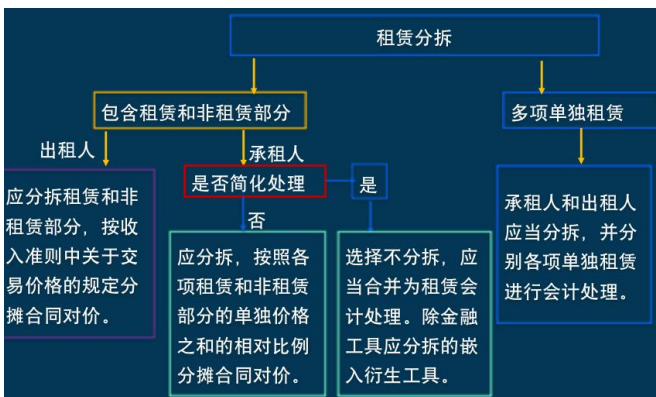 租赁分拆
包含租赁和非租赁部分
多项单独租赁
出租人
承租人
是否简化处理
是
否
应分拆租赁和非
租赁部分，按收
入准则中关于交
易价格的规定分
摊合同对价。
应分拆，按照各
项租赁和非租赁
部分的单独价格
之和的相对比例
分摊合同对价。
选择不分拆，应
当合并为租赁会
计处理。除金融
工具应分拆的嵌
入衍生工具。
承租人和出租人
应当分拆，并分
别各项单独租赁
进行会计处理。